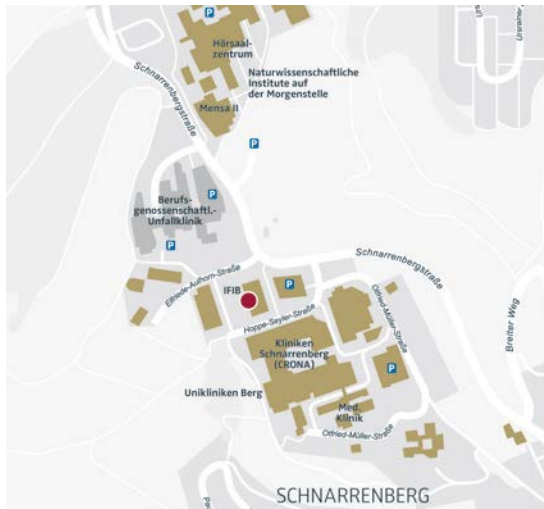 P
Hörsaal-
zentrum
Naturwissenschaftliche
Institute auf
der Morgenstelle
Mensa II
Schnarrenbergstraße
P
P
Berufs-
genossenschaftl.-
Unfallklinik
P
Schnarrenbergstraße
Elfriede-Aulhorn-Straße
IFIB
P
Hoppe-Seyler-Straße
Otfried-Müller-Straße
Breiter Weg
Kliniken
Schnarrenberg
(CRONA)
P
Unikliniken Berg
Med.
Klinik
Otfried-Müller-Straße
SCHNARRENBERG